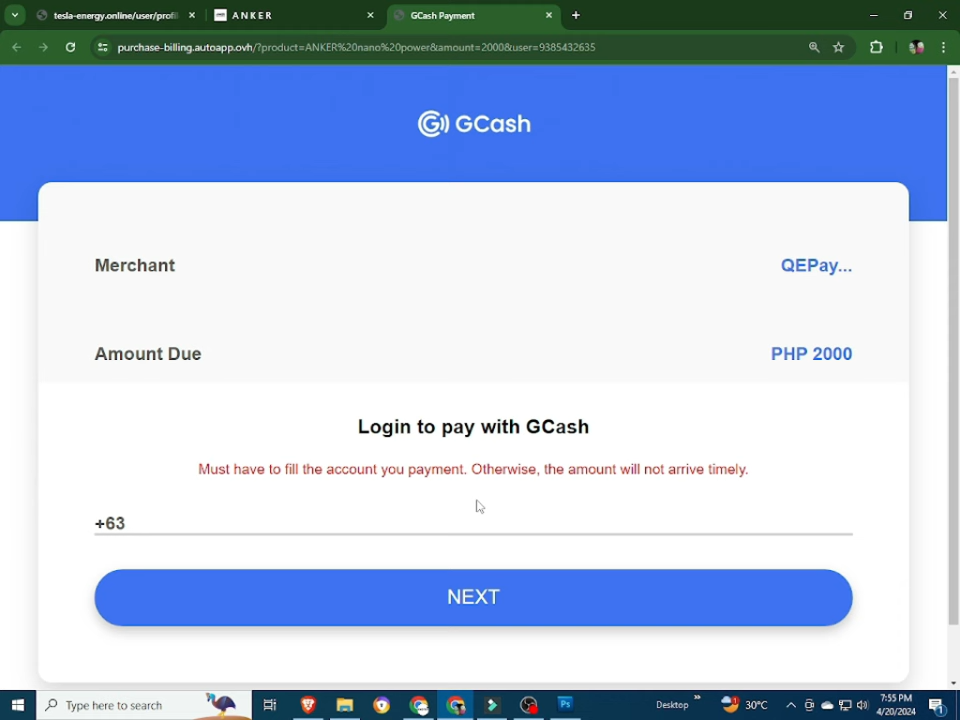 tesla-energy.online/user/profi
ANKER
GCash Payment
purchase-billing.autoapp.ovh/?product=ANKER%20nano%20power&amount=2000&user=9385432635
GCash
Merchant
QEPay...
Amount Due
PHP 2000
Login to pay with GCash
Must have to fill the account you payment. Otherwise, the amount will not arrive timely.
+63
NEXT
Type here to search
Ps
Desktop
30°C
7:55 PM
4/20/2024
1